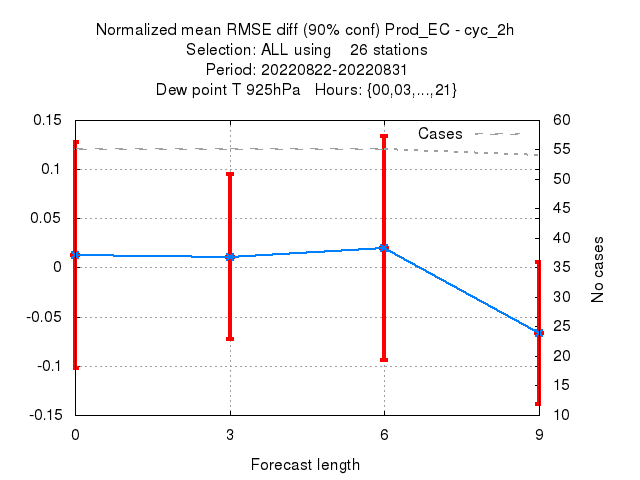 Normalized mean RMSE diff (90% conf) Prod_EC - cyc_2h
Selection: ALL using    26 stations
Period: 20220822-20220831
Dew point T 925hPa   Hours: {00,03,...,21}
0.15
0.1
0.05
0
-0.05
-0.1
-0.15
Cases
60
55
50
45
40
35
30
25
20
15
10
No cases
0 3 6 9
Forecast length